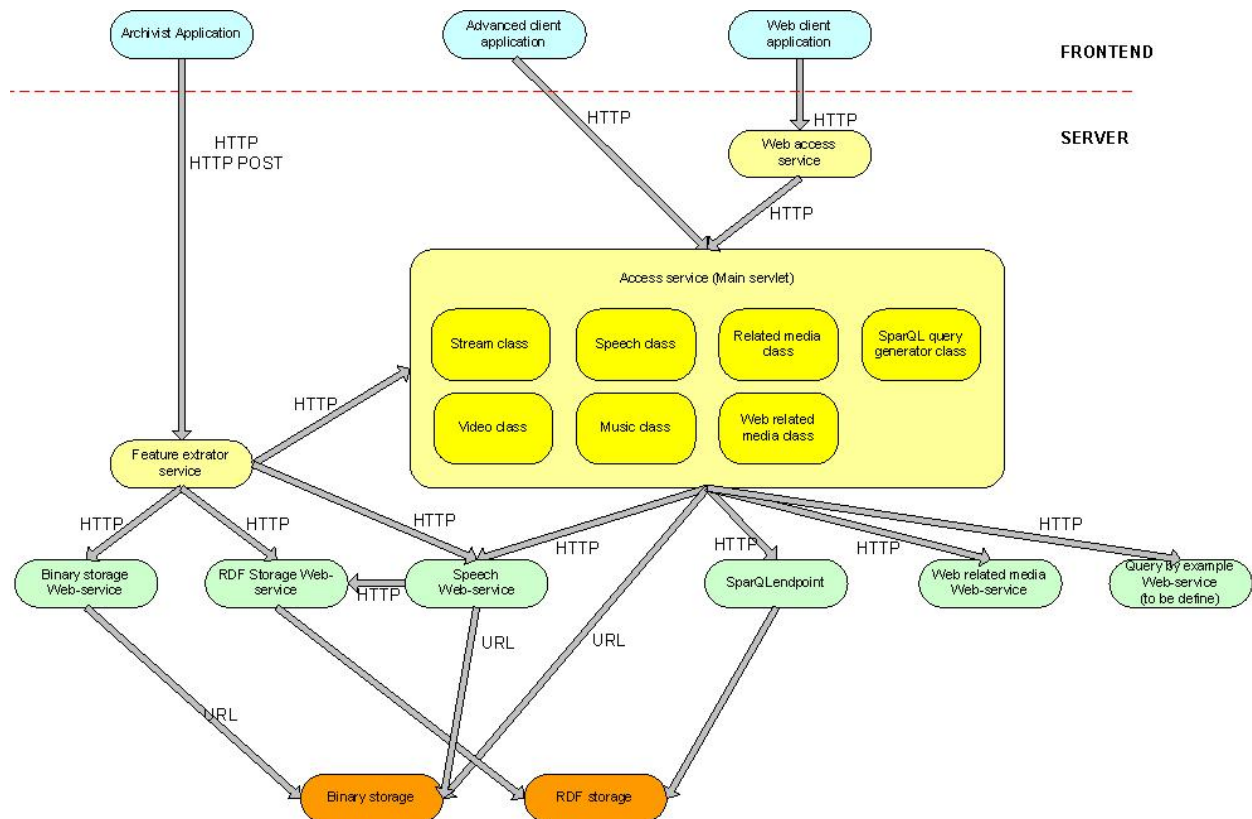 Archivist Application
Advanced client
application
Web client
application
FRONTEND
HTTP
HTTP
HTTP
HTTP POST
SERVER
Web access
service
HTTP
Access service (Main servlet)
Stream class
Speech class
Related media
class
SparQL query
generator class
HTTP
Video class
Music class
Web related
media class
Feature extrator
service
HTTP
HTTP
HTTP
HTTP
HTTP
HTTP
HTTP
Binary storage
Web-service
RDF Storage Web-
service
HTTP
Speech
Web-service
SparQLendpoint
Web related media
Web-service
Query by example
Web-service
(to be define)
URL
URL
URL
Binary storage
RDF storage